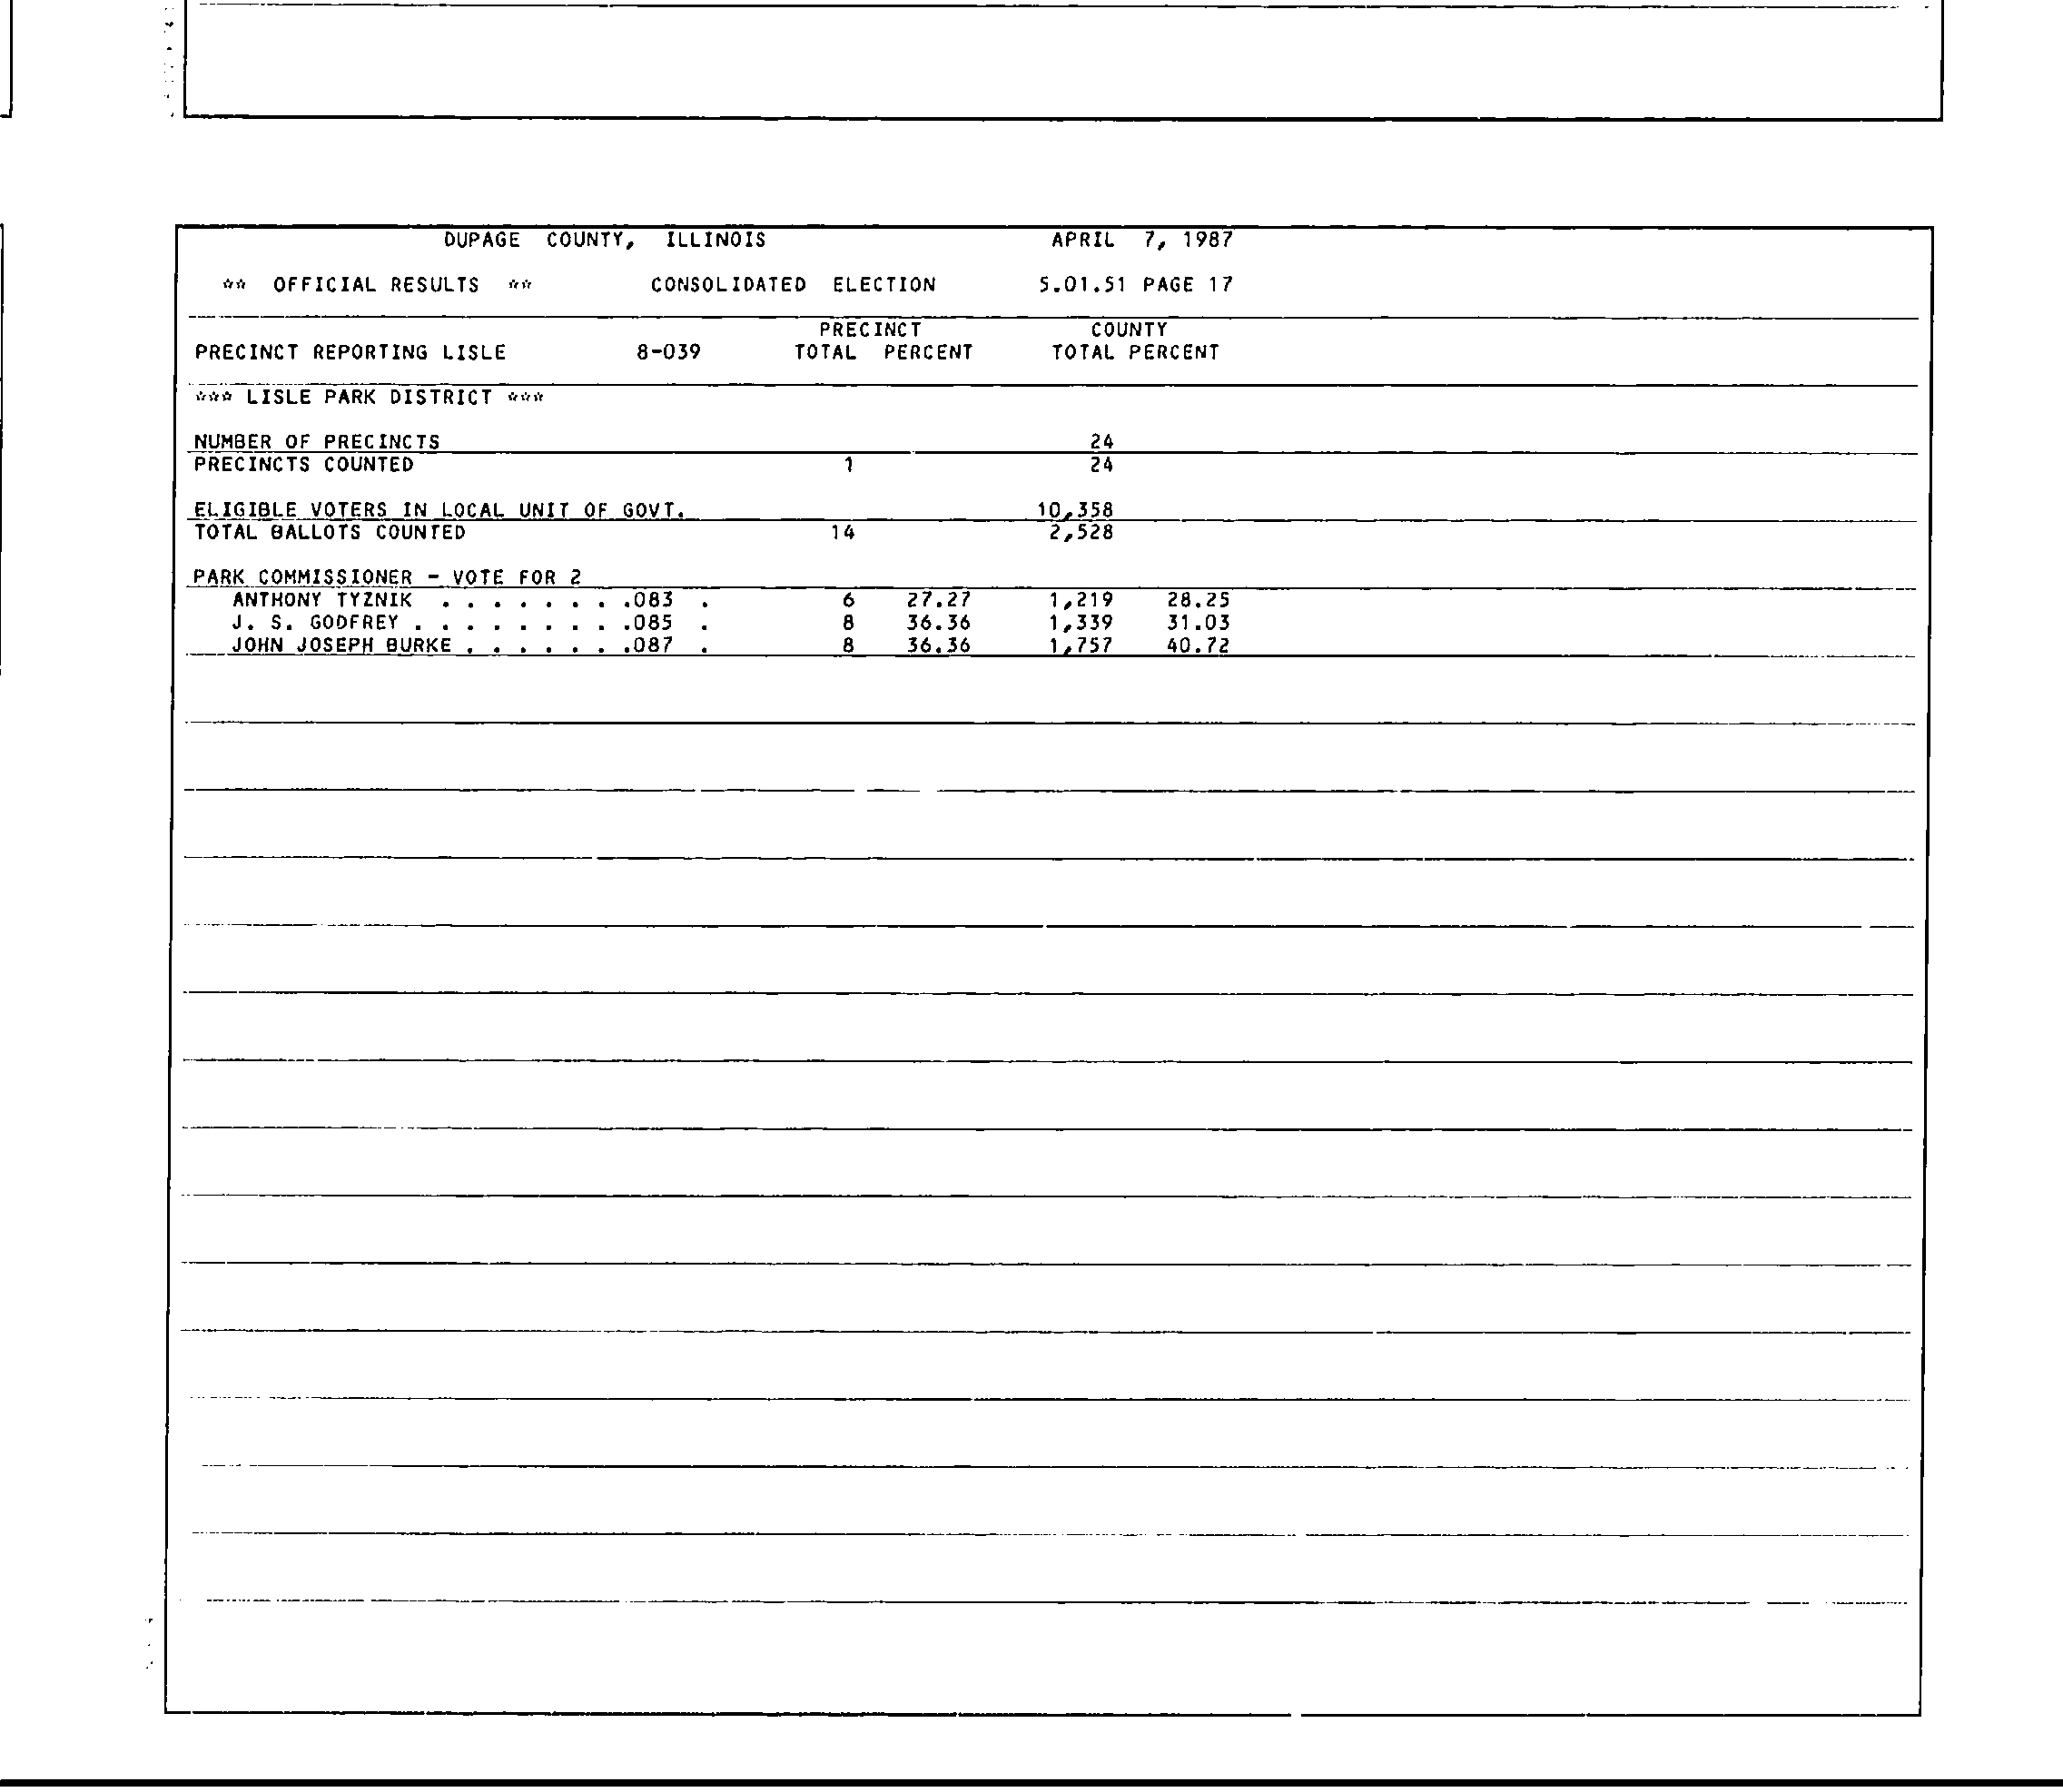 DUPAGE COUNTY, ILLINOIS APRIL 7, 1987
** OFFICIAL RESULTS ** CONSOLIDATED ELECTION 5.01.51 PAGE 17
PRECINCT COUNTY
PRECINCT REPORTING LISLE 8-039 TOTAL PERCENT TOTAL PERCENT
*** LISLE PARK DISTRICT ***
NUMBER OF PRECINCTS 24
PRECINCTS COUNTED 1 24
ELIGIBLE VOTERS IN LOCAL UNIT OF GOVT. 10,358
TOTAL BALLOTS COUNTED 14 2,528
PARK COMMISSIONER - VOTE FOR 2
ANTHONY TYZNIK . . . . . . . .083 . 6 27.27 1,219 28.25
J. S. GODFREY . . . . . . . . .085 . 8 36.36 1,339 31.03
JOHN JOSEPH BURKE . . . . . . .087 . 8 36.36 1,757 40.72